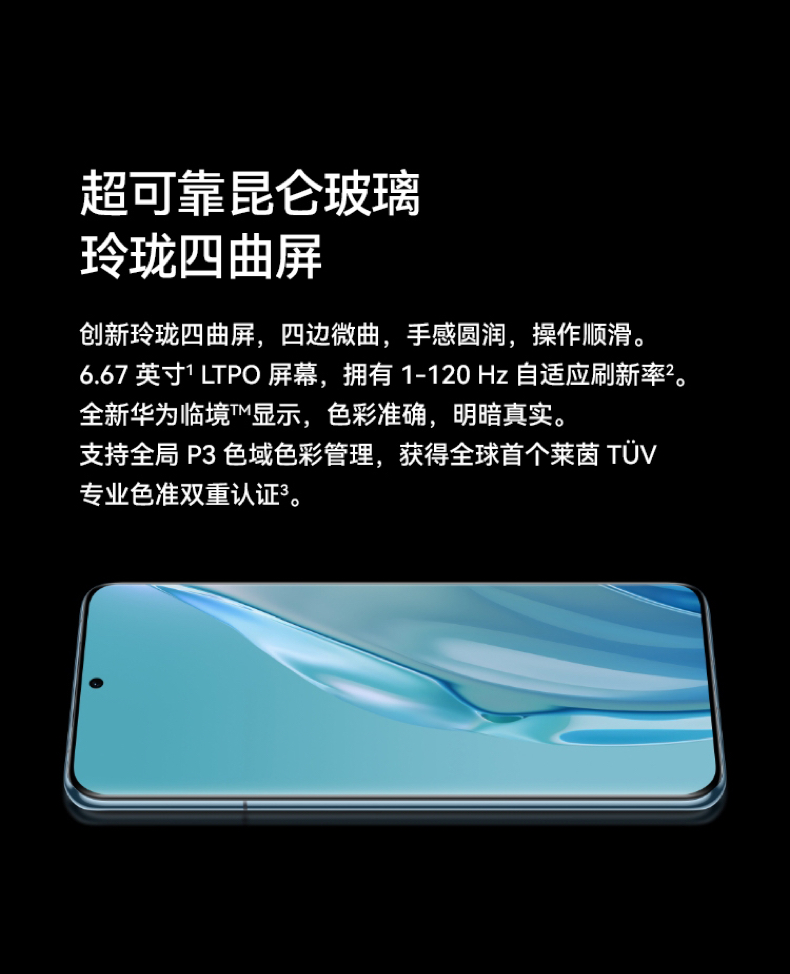 超可靠昆仑玻璃
玲珑四曲屏
创新玲珑四曲屏，四边微曲，手感圆润，操作顺滑。
6.67 英寸¹ LTPO 屏幕，拥有 1-120 Hz 自适应刷新率²。
全新华为临境™显示，色彩准确，明暗真实。
支持全局 P3 色域色彩管理，获得全球首个莱茵 TÜV
专业色准双重认证³。